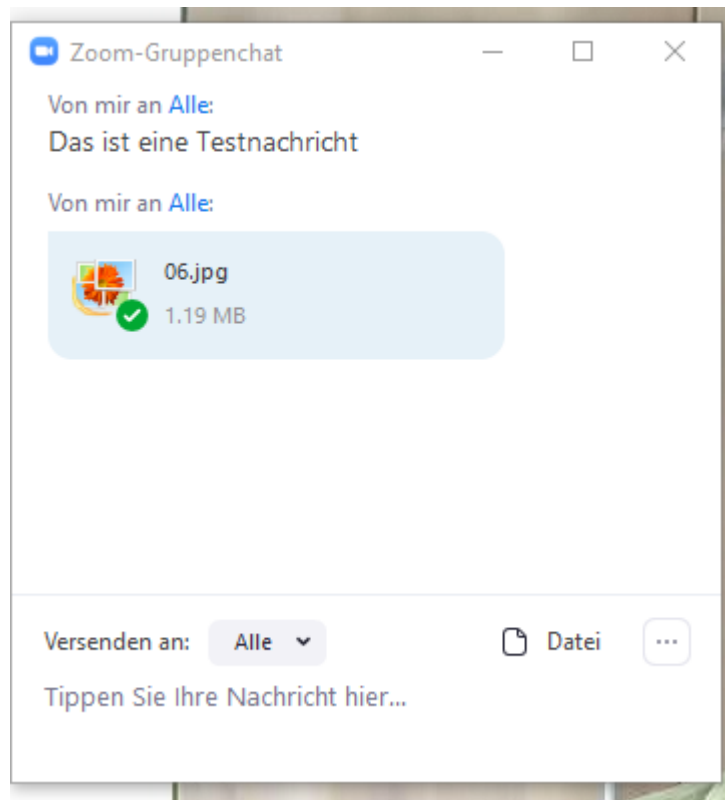 Zoom-Gruppenchat
Von mir an Alle:
Das ist eine Testnachricht
Von mir an Alle:
06.jpg
1.19 MB
Versenden an: Alle Datei
Tippen Sie Ihre Nachricht hier...